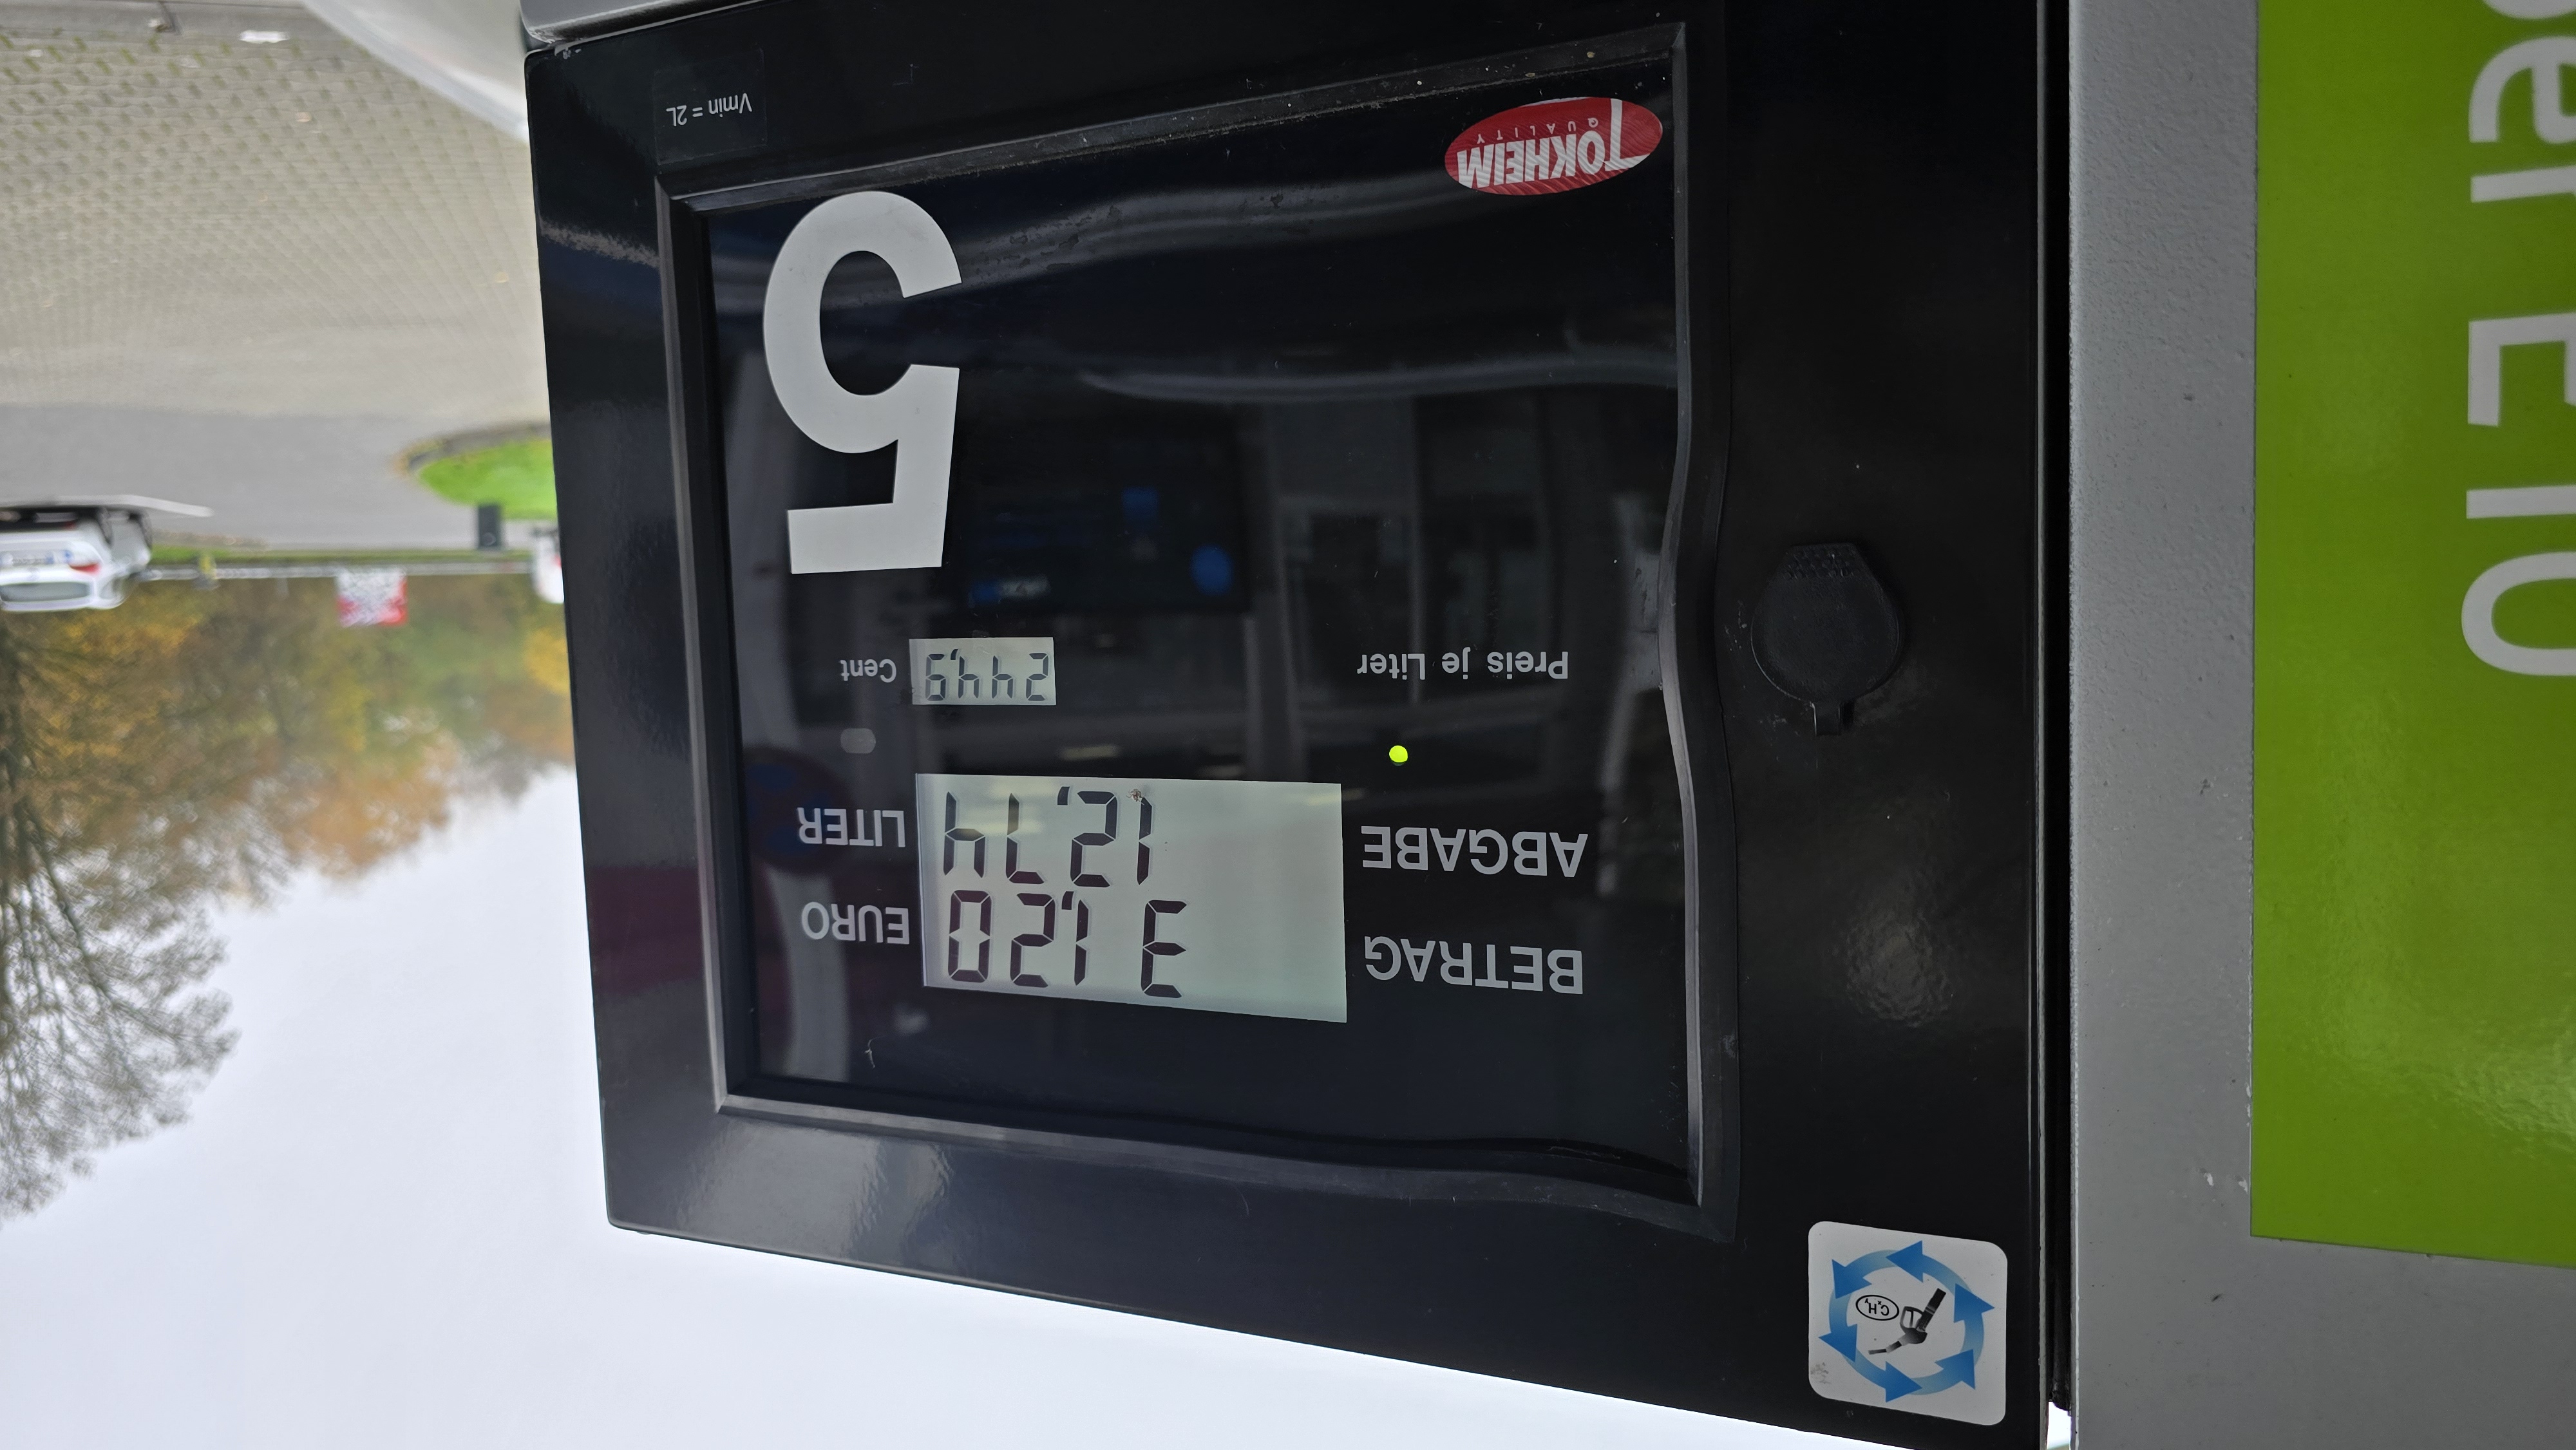 BETRAG 31,20 EURO
ABGABE 12,74 LITER
Preis je Liter 244,9 Cent
5
TOKHEIM
QUALITY
Vmin = 2L
per E10